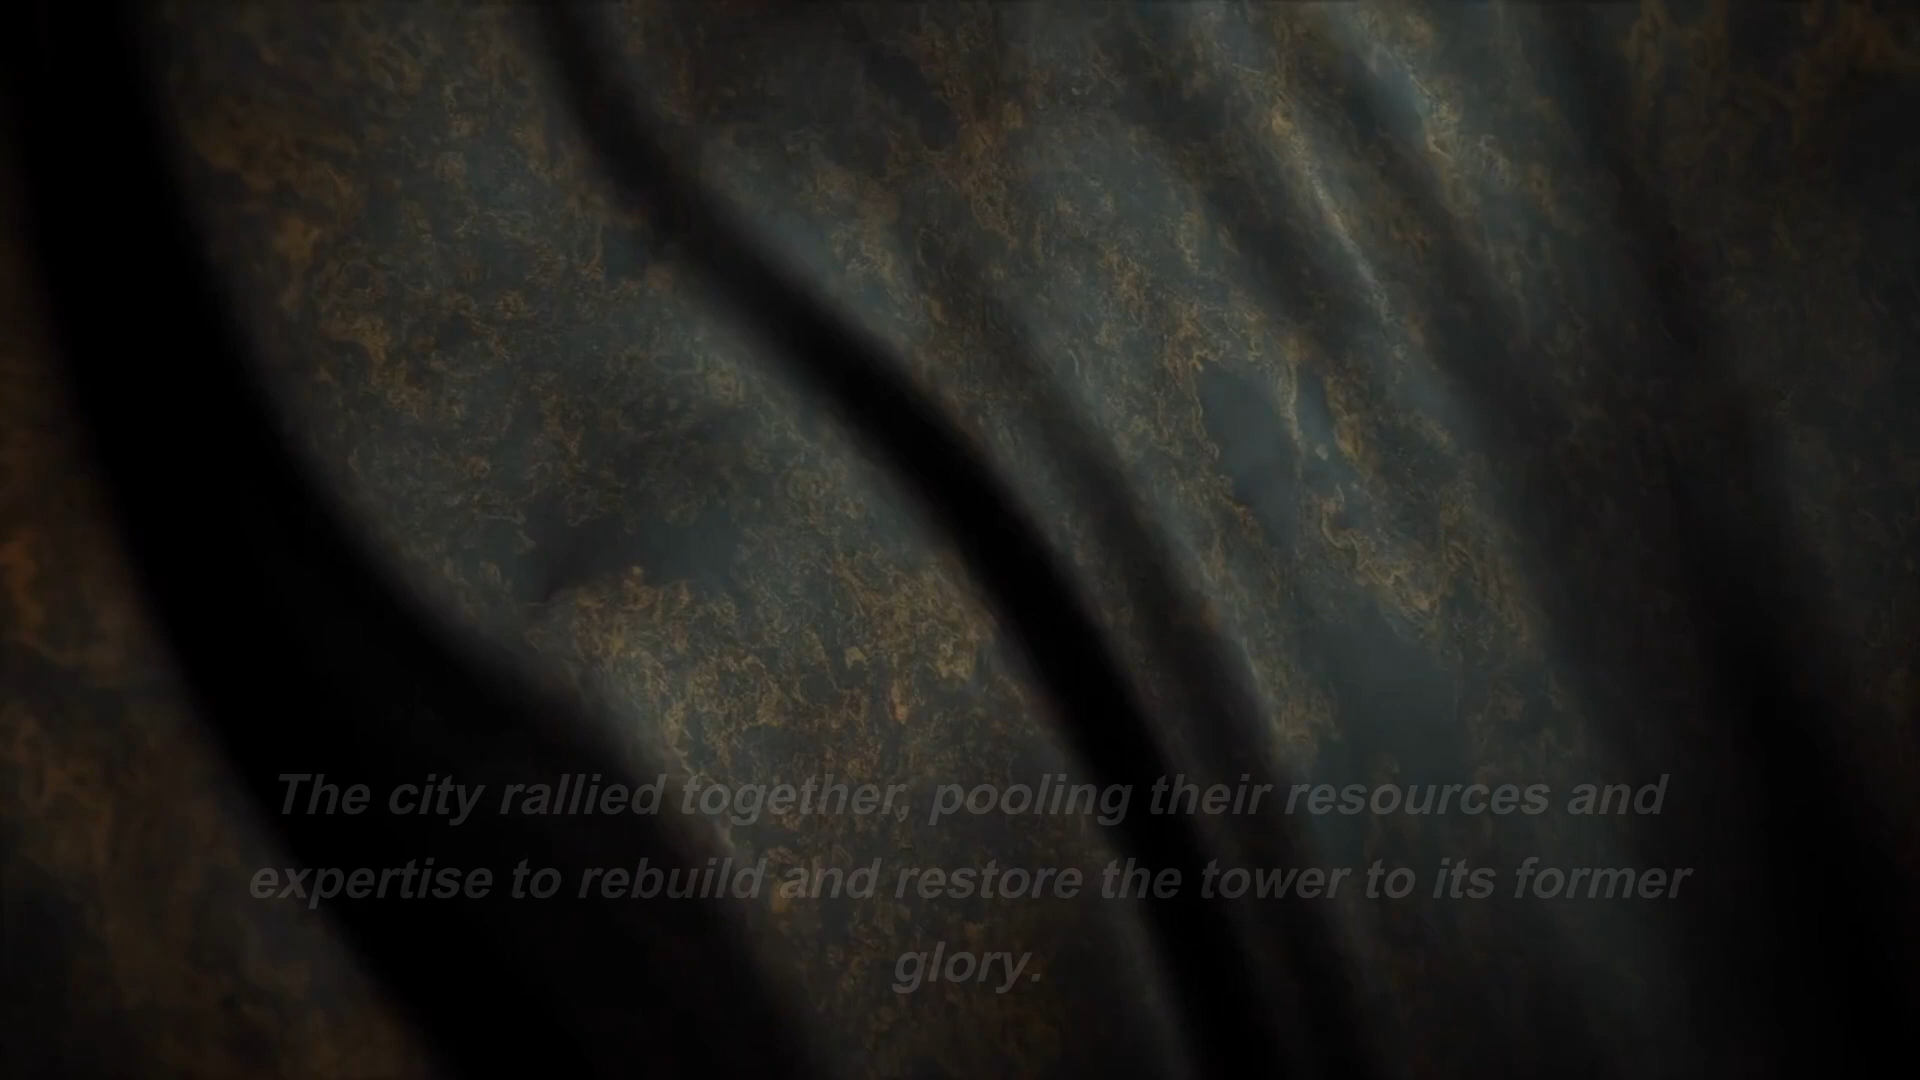 The city rallied together, pooling their resources and
expertise to rebuild and restore the tower to its former
glory.